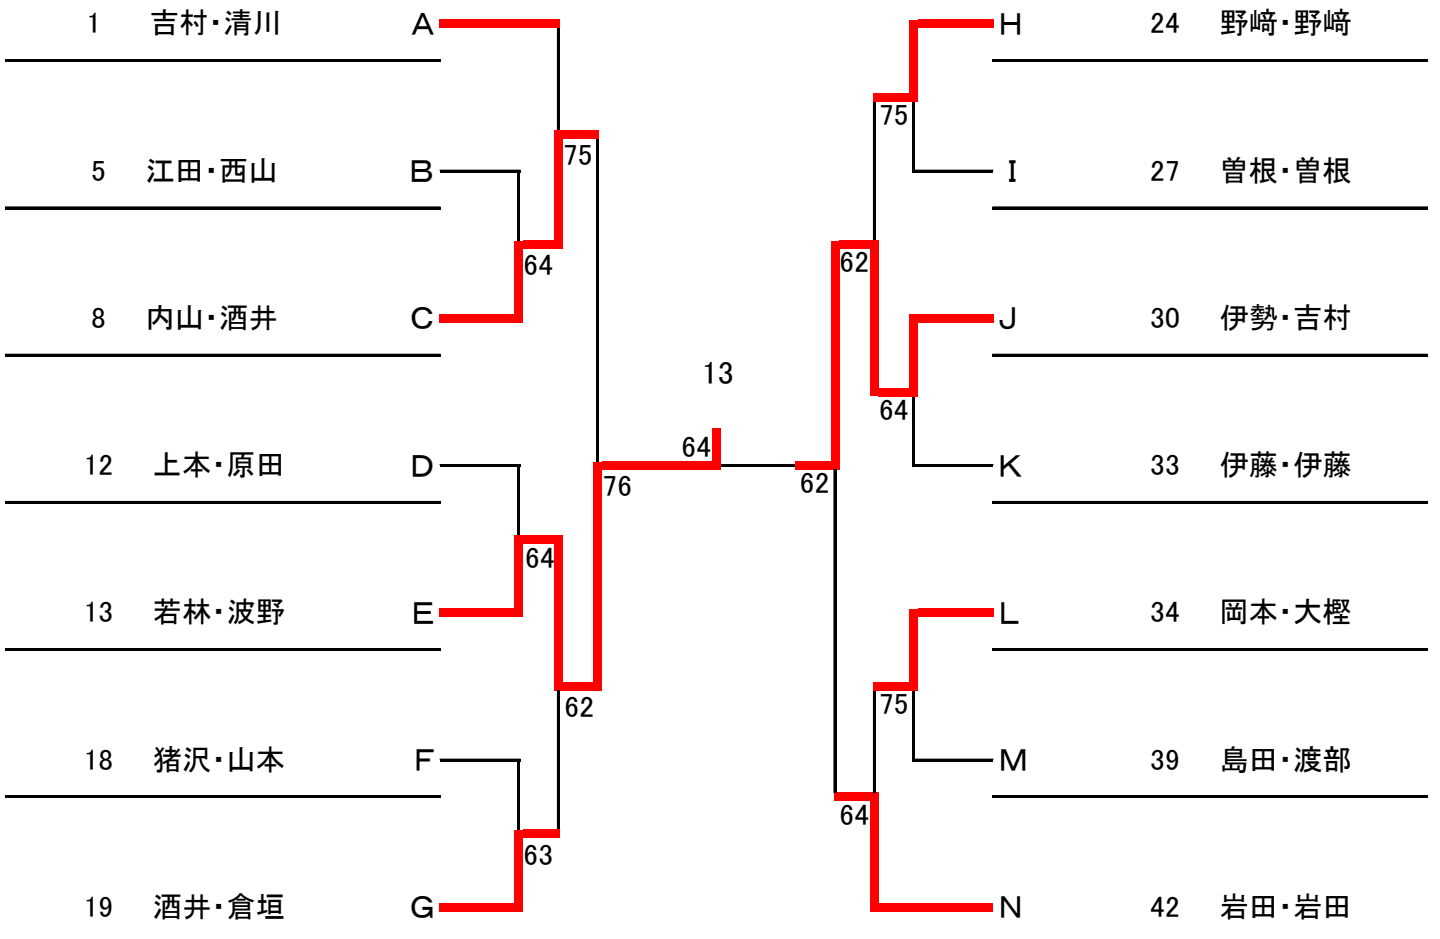 1 吉村・清川 A
H 24 野﨑・野﨑
75
5 江田・西山 B
75
I 27 曽根・曽根
64
62
8 内山・酒井 C
J 30 伊勢・吉村
13
64
64
12 上本・原田 D
K 33 伊藤・伊藤
76
62
64
13 若林・波野 E
L 34 岡本・大樫
62
75
18 猪沢・山本 F
M 39 島田・渡部
64
63
19 酒井・倉垣 G
N 42 岩田・岩田